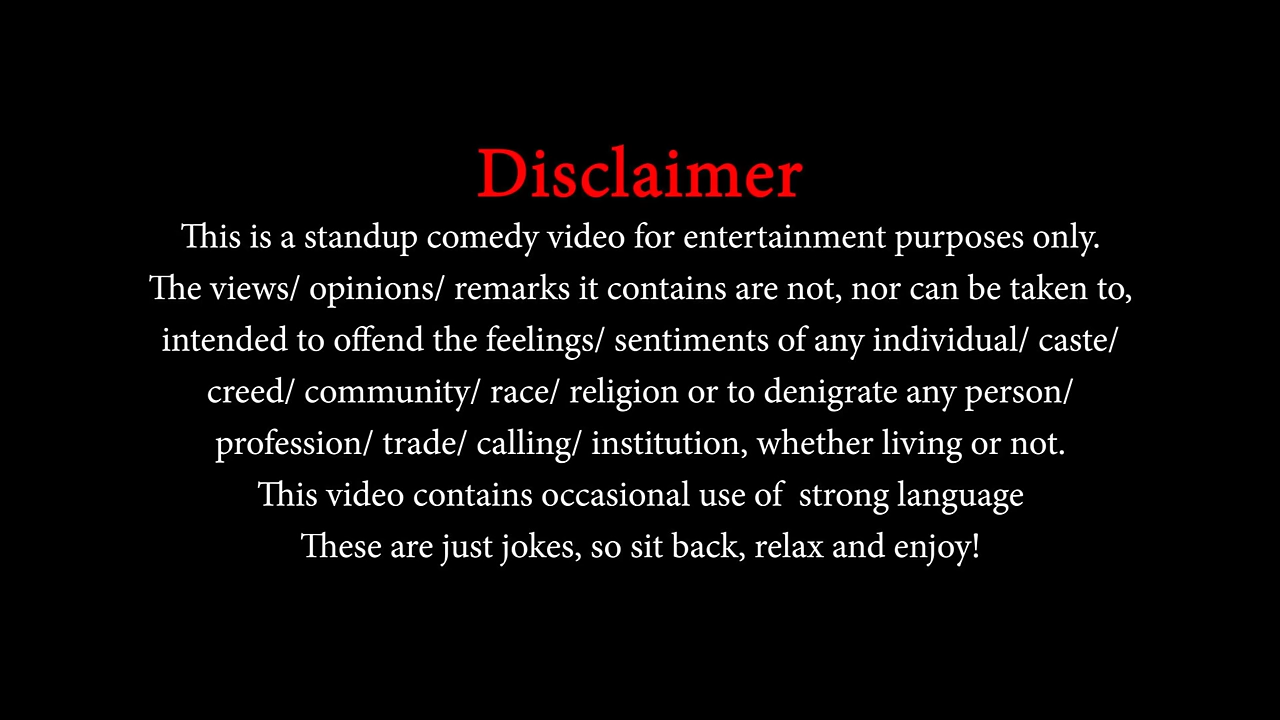 Disclaimer
This is a standup comedy video for entertainment purposes only.
The views/ opinions/ remarks it contains are not, nor can be taken to,
intended to offend the feelings/ sentiments of any individual/ caste/
creed/ community/ race/ religion or to denigrate any person/
profession/ trade/ calling/ institution, whether living or not.
This video contains occasional use of  strong language
These are just jokes, so sit back, relax and enjoy!